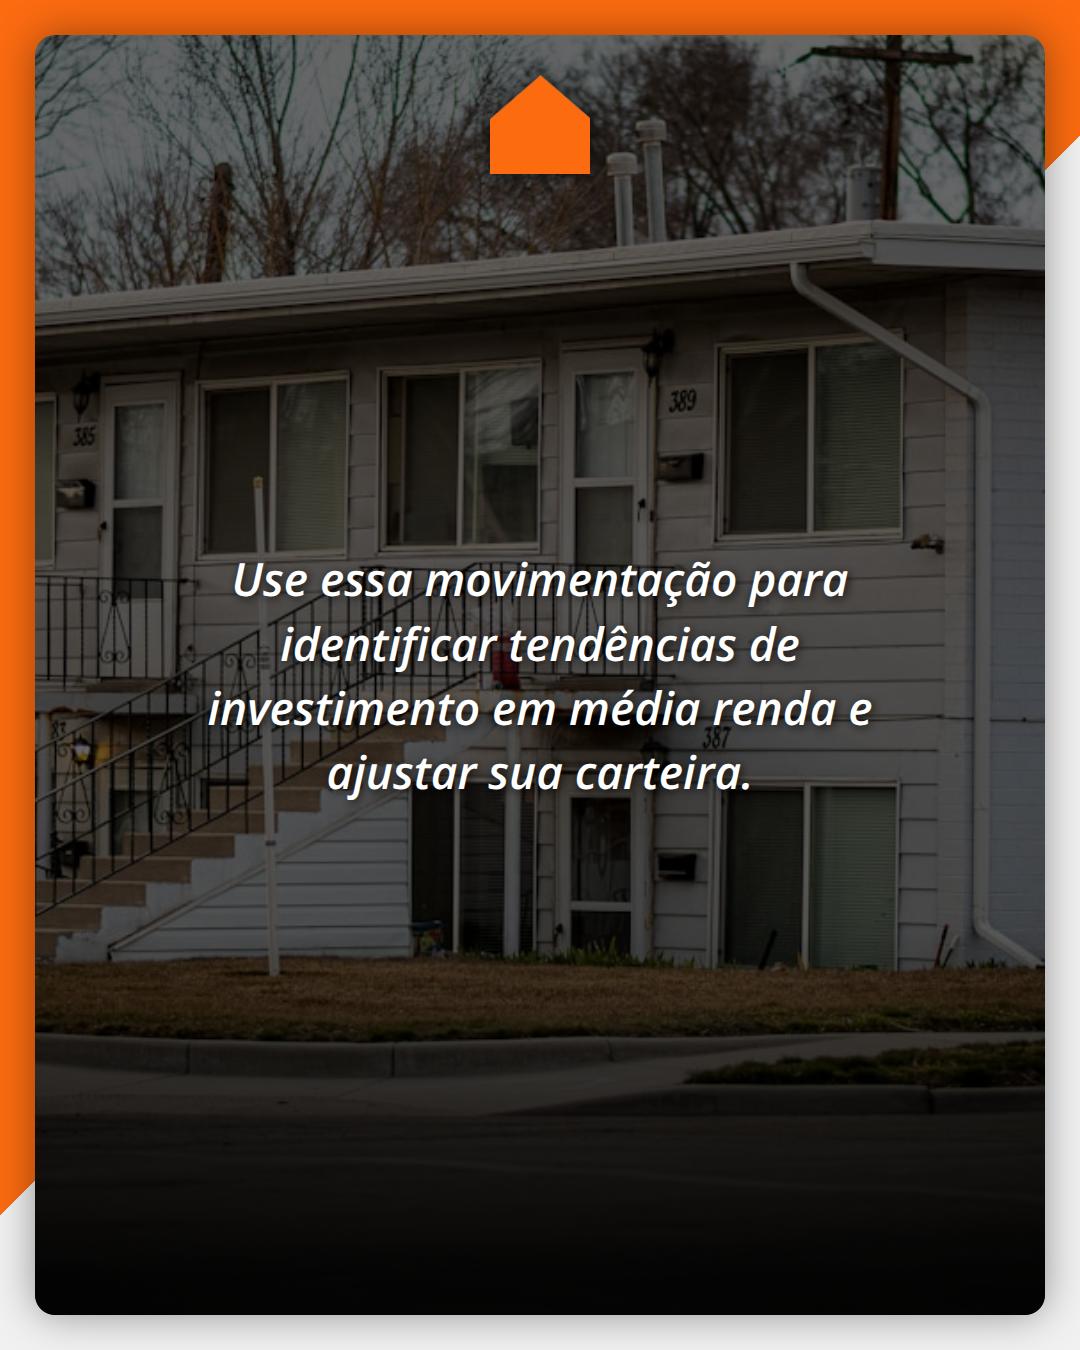 385
389
Use essa movimentação para
identificar tendências de
investimento em média renda e
387
ajustar sua carteira.